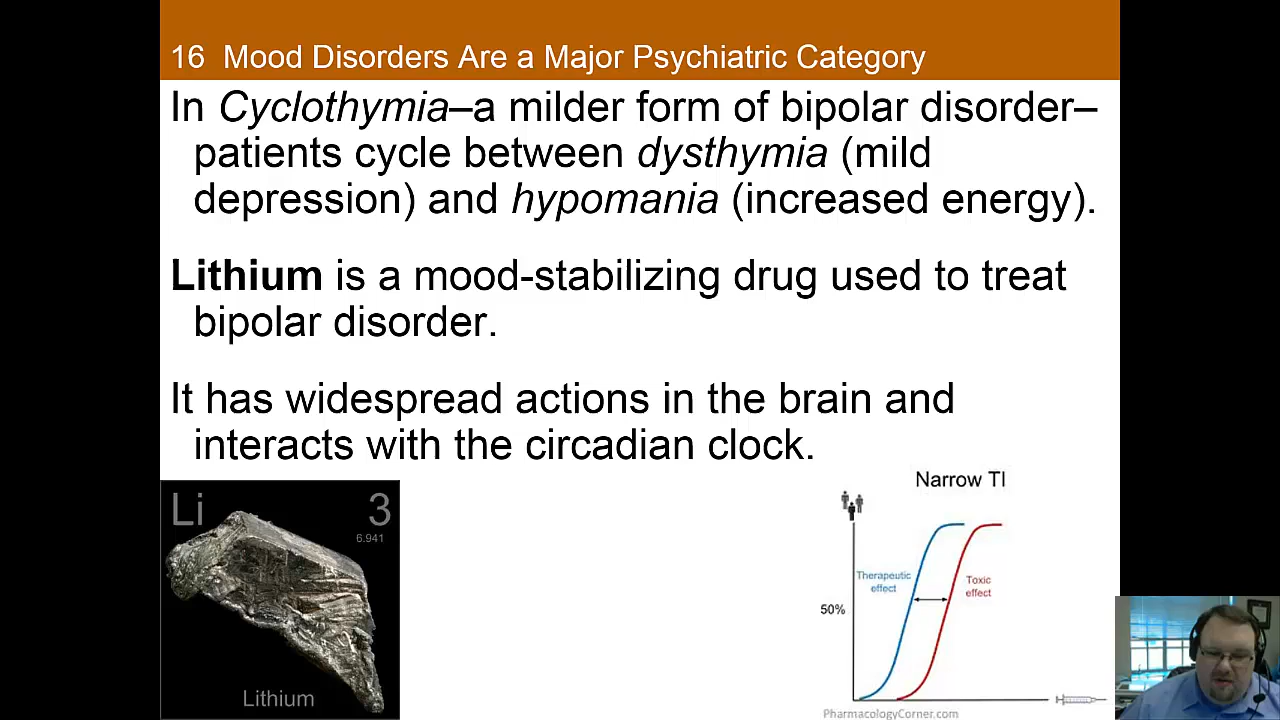 16 Mood Disorders Are a Major Psychiatric Category
In Cyclothymia–a milder form of bipolar disorder–
patients cycle between dysthymia (mild
depression) and hypomania (increased energy).
Lithium is a mood-stabilizing drug used to treat
bipolar disorder.
It has widespread actions in the brain and
interacts with the circadian clock.
Li 3
6.941
Lithium
Narrow TI
Therapeutic
effect
Toxic
effect
50%
PharmacologyCorner.com